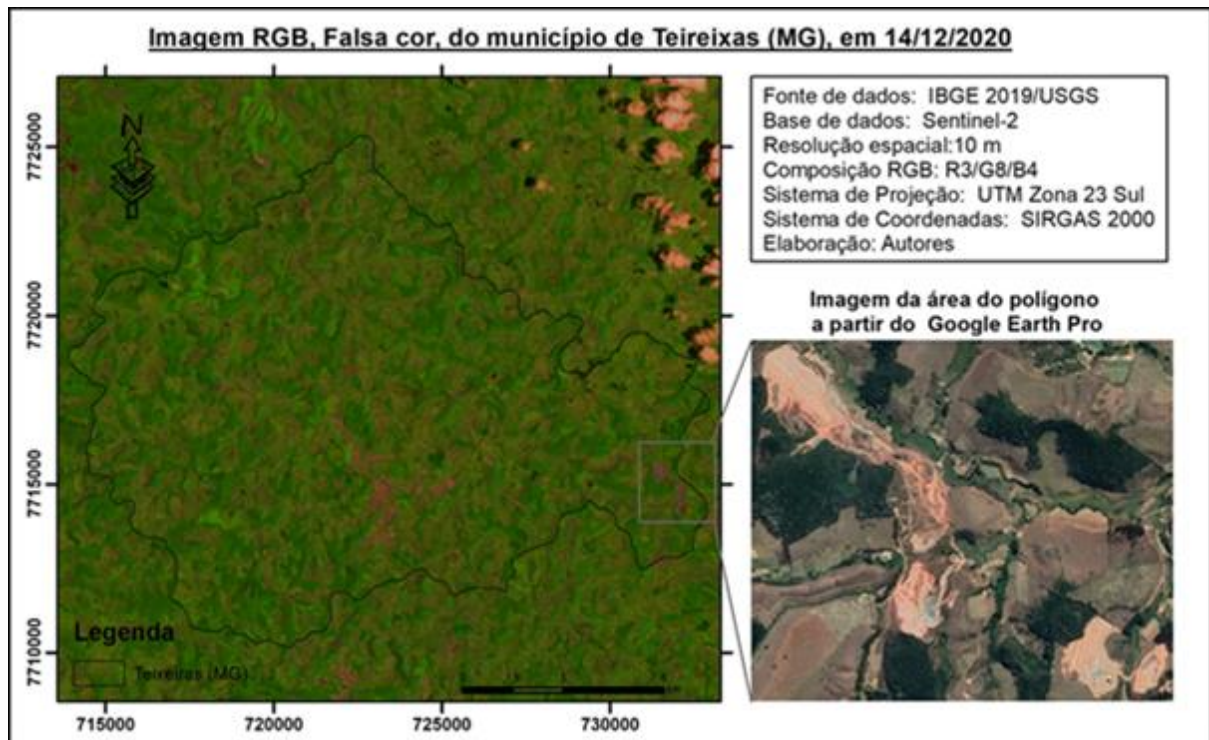 Imagem RGB, Falsa cor, do município de Teireixas (MG), em 14/12/2020
Fonte de dados: IBGE 2019/USGS
Base de dados: Sentinel-2
Resolução espacial:10 m
Composição RGB: R3/G8/B4
Sistema de Projeção: UTM Zona 23 Sul
Sistema de Coordenadas: SIRGAS 2000
Elaboração: Autores
Imagem da área do polígono
a partir do Google Earth Pro
N
7725000
7720000
7715000
7710000
Legenda
Teixeiras (MG)
715000
720000
725000
730000